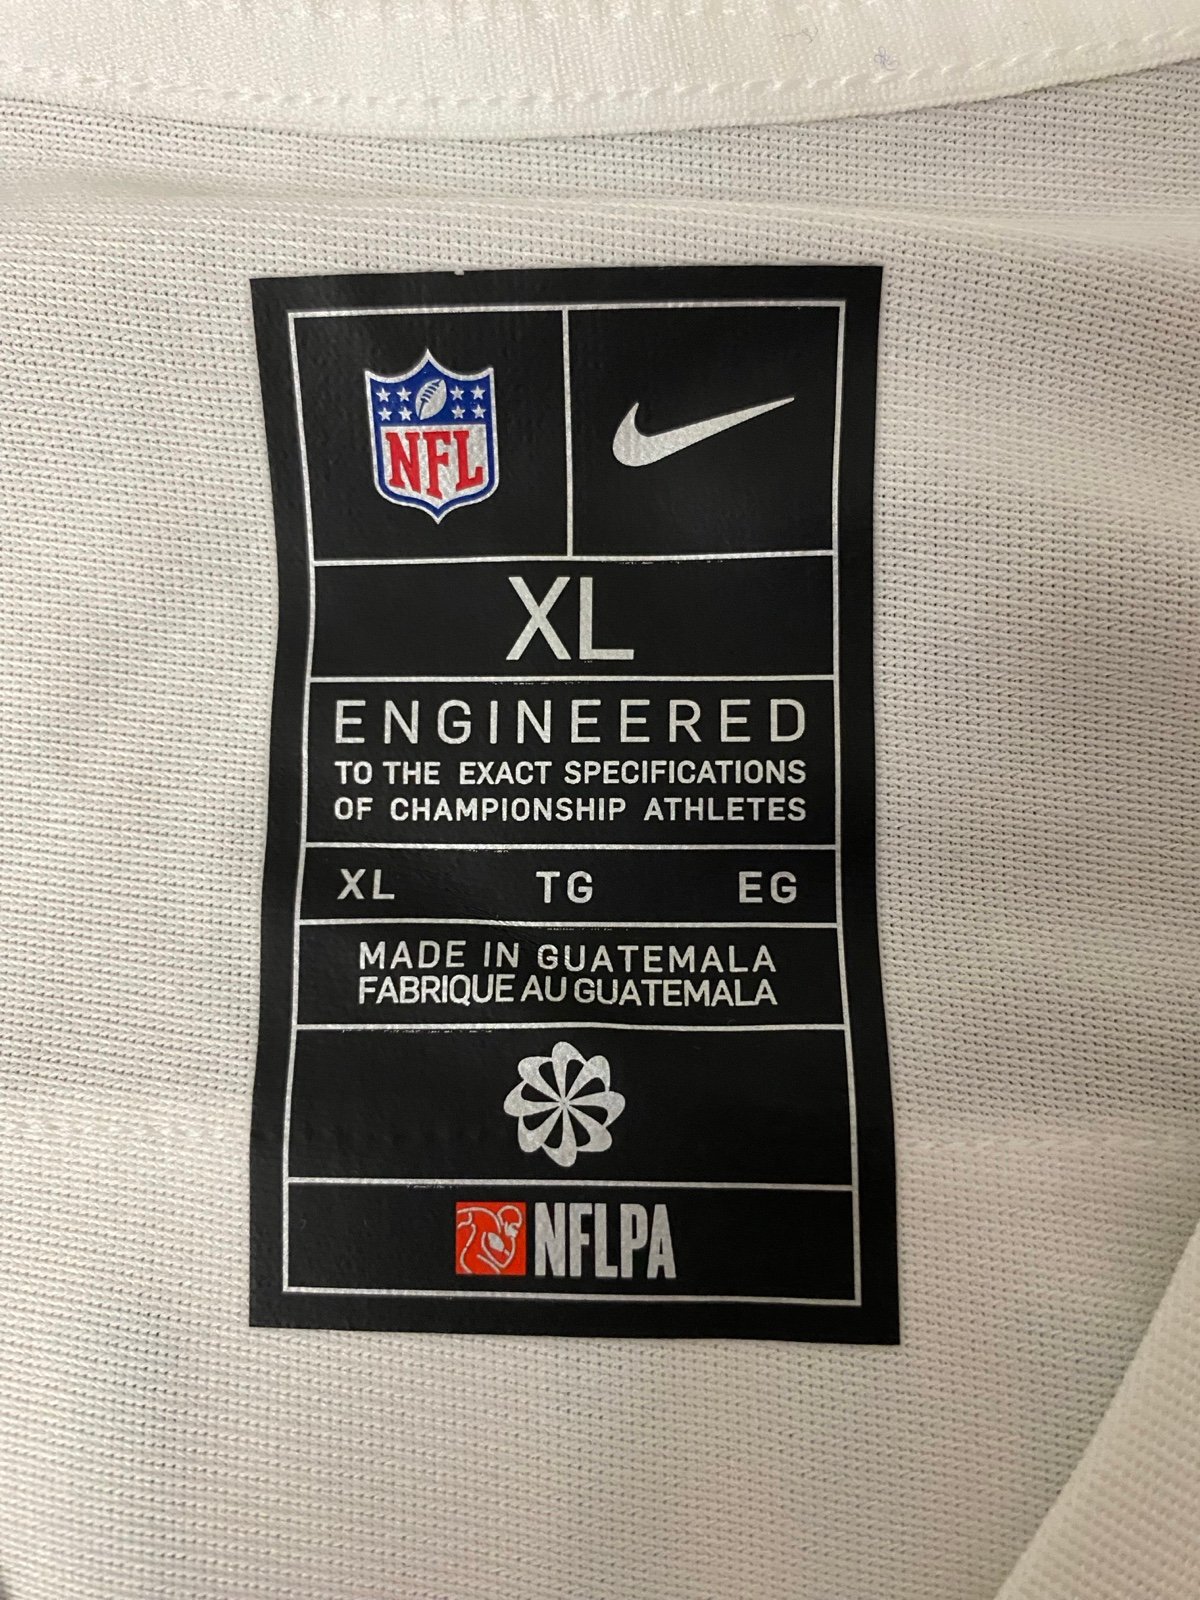 NFL
XL
ENGINEERED
TO THE EXACT SPECIFICATIONS
OF CHAMPIONSHIP ATHLETES
XL TG EG
MADE IN GUATEMALA
FABRIQUE AU GUATEMALA
NFLPA